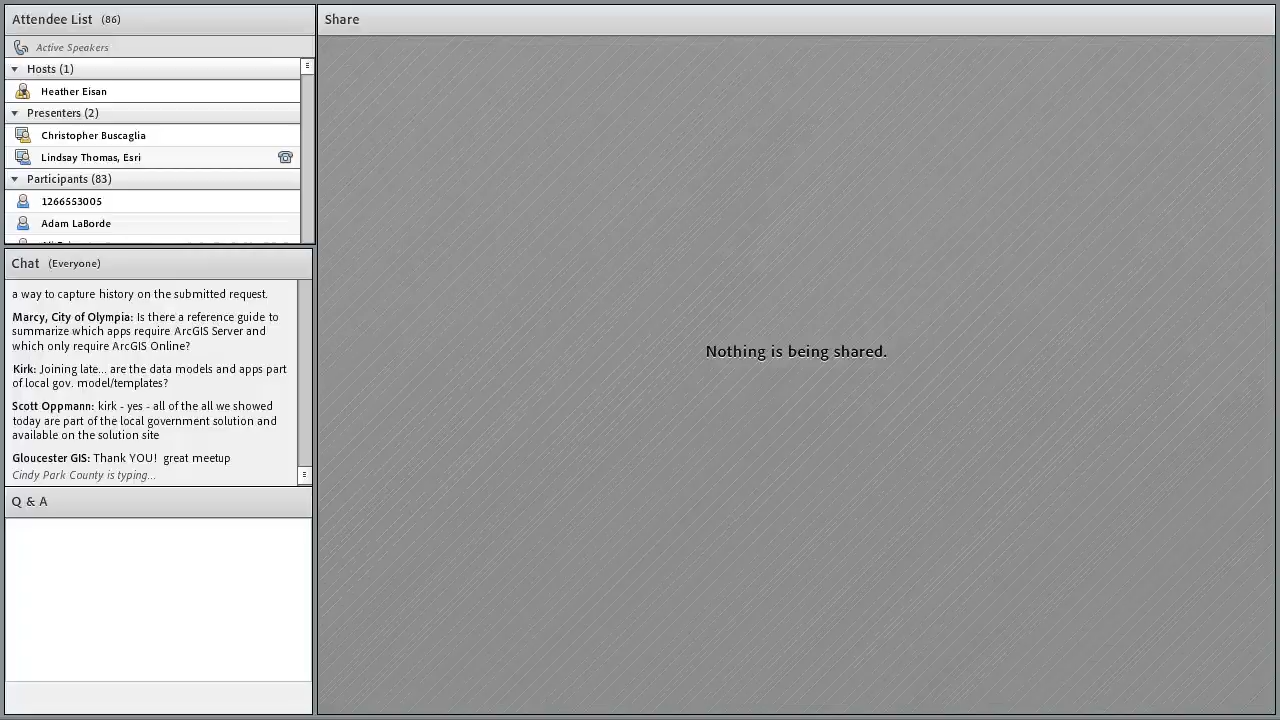 Attendee List (86)
Active Speakers
Hosts (1)
Heather Eisan
Presenters (2)
Christopher Buscaglia
Lindsay Thomas, Esri
Participants (83)
1266553005
Adam LaBorde
Chat (Everyone)
a way to capture history on the submitted request.
Marcy, City of Olympia: Is there a reference guide to
summarize which apps require ArcGIS Server and
which only require ArcGIS Online?
Kirk: Joining late... are the data models and apps part
of local gov. model/templates?
Scott Oppmann: kirk - yes - all of the all we showed
today are part of the local government solution and
available on the solution site
Gloucester GIS: Thank YOU!  great meetup
Cindy Park County is typing...
Q & A
Share
Nothing is being shared.